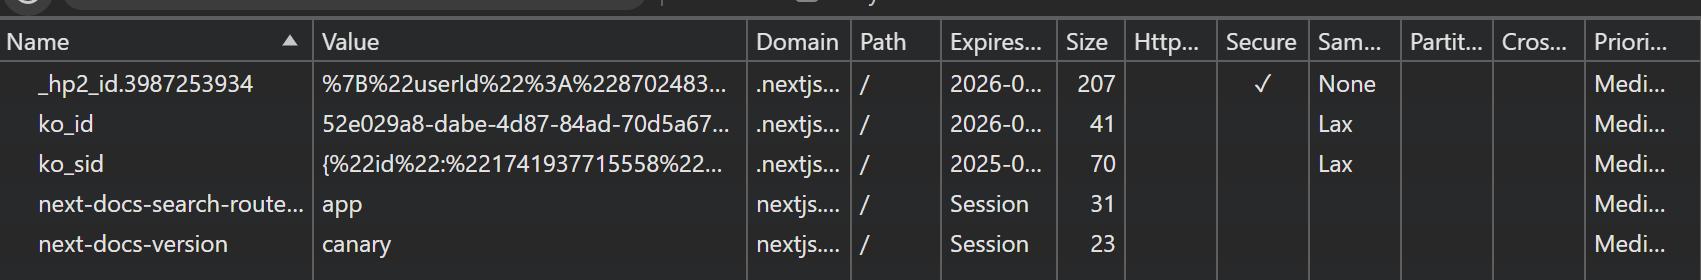 Name ▲ Value Domain Path Expires... Size Http... Secure Sam... Partit... Cros... Priori...
_hp2_id.3987253934 %7B%22userId%22%3A%228702483... .nextjs... / 2026-0... 207 ✓ None Medi...
ko_id 52e029a8-dabe-4d87-84ad-70d5a67... .nextjs... / 2026-0... 41 Lax Medi...
ko_sid {%22id%22:%221741937715558%22... .nextjs... / 2025-0... 70 Lax Medi...
next-docs-search-route... app nextjs.... / Session 31 Medi...
next-docs-version canary nextjs.... / Session 23 Medi...